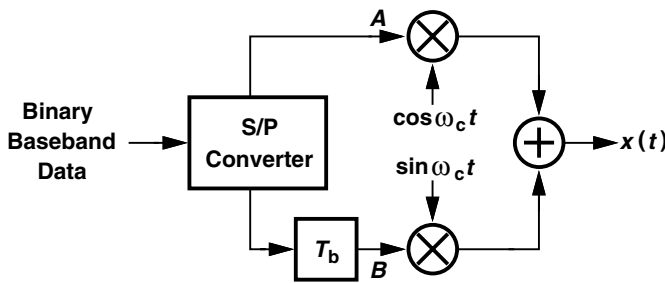 A
Binary
Baseband
Data
S/P
Converter
cos ω_c t
sin ω_c t
+
x(t)
T_b
B